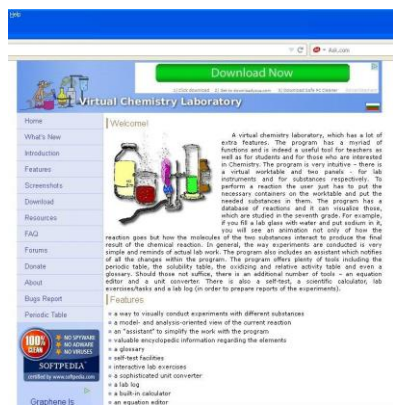 Help
Ask.com
Download Now
1) Click download
Virtual Chemistry Laboratory
Home
What's New
Introduction
Features
Screenshots
Download
Resources
FAQ
Forums
Donate
About
Bugs Report
Periodic Table
100%
CLEAN
NO SPYWARE
NO ADWARE
NO VIRUSES
SOFTPEDIA
certified by www.softpedia.com
Graphene Is
Welcome!
A virtual chemistry laboratory, which has a lot of
extra features. The program has a myriad of
functions and is indeed a useful tool for teachers as
well as for students and for those who are interested
in Chemistry. The program is very intuitive – there is
a virtual worktable and two panels - for lab
instruments and for substances respectively. To
perform a reaction the user just has to put the
necessary containers on the worktable and put the
needed substances in them. The program has a
database of reactions and it can visualize those,
which are studied in the seventh grade. For example,
if you fill a glass with water and put sodium in it,
you will see an animation not only of how the
reaction goes but how the molecules of the two substances interact to produce the final
result of the chemical reaction. In general, the way experiments are conducted is very
simple and reminds of actual lab work. The program also includes an assistant which notifies
of all the changes within the program. The program offers plenty of tools including the
periodic table, the solubility table, the oxidizing and relative activity table and even a
glossary. Should those not suffice, there is an additional number of tools – an equation
editor and a unit converter. There is also a self-test, a scientific calculator, lab
exercises/tasks and a lab log (in order to prepare reports of the experiments).
Features
a way to visually conduct experiments with different substances
a model- and analysis-oriented view of the current reaction
an "assistant" to simplify the work with the program
valuable encyclopedic information regarding the elements
a glossary
self-test facilities
interactive lab exercises
a sophisticated unit converter
a lab log
a built-in calculator
an equation editor